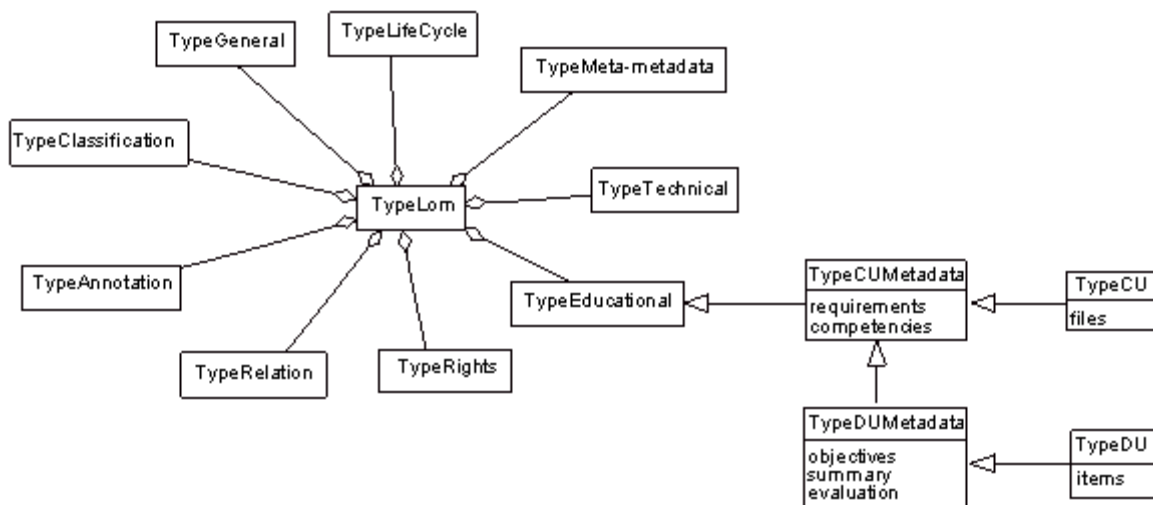 TypeLifeCycle
TypeGeneral
TypeMeta-metadata
TypeClassification
TypeTechnical
TypeLom
TypeAnnotation
TypeEducational
TypeCUMetadata
requirements
competencies
TypeCU
files
TypeRelation
TypeRights
TypeDUMetadata
objectives
summary
evaluation
TypeDU
items